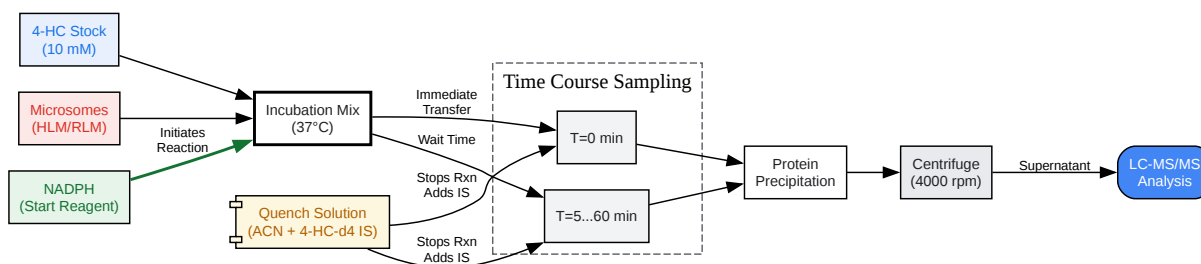 4-HC Stock
(10 mM)
Microsomes
(HLM/RLM)
Initiates
Reaction
NADPH
(Start Reagent)
Incubation Mix
(37°C)
Quench Solution
(ACN + 4-HC-d4 IS)
Immediate
Transfer
Wait Time
Stops Rxn
Adds IS
Stops Rxn
Adds IS
Time Course Sampling
T=0 min
T=5...60 min
Protein
Precipitation
Centrifuge
(4000 rpm)
Supernatant
LC-MS/MS
Analysis